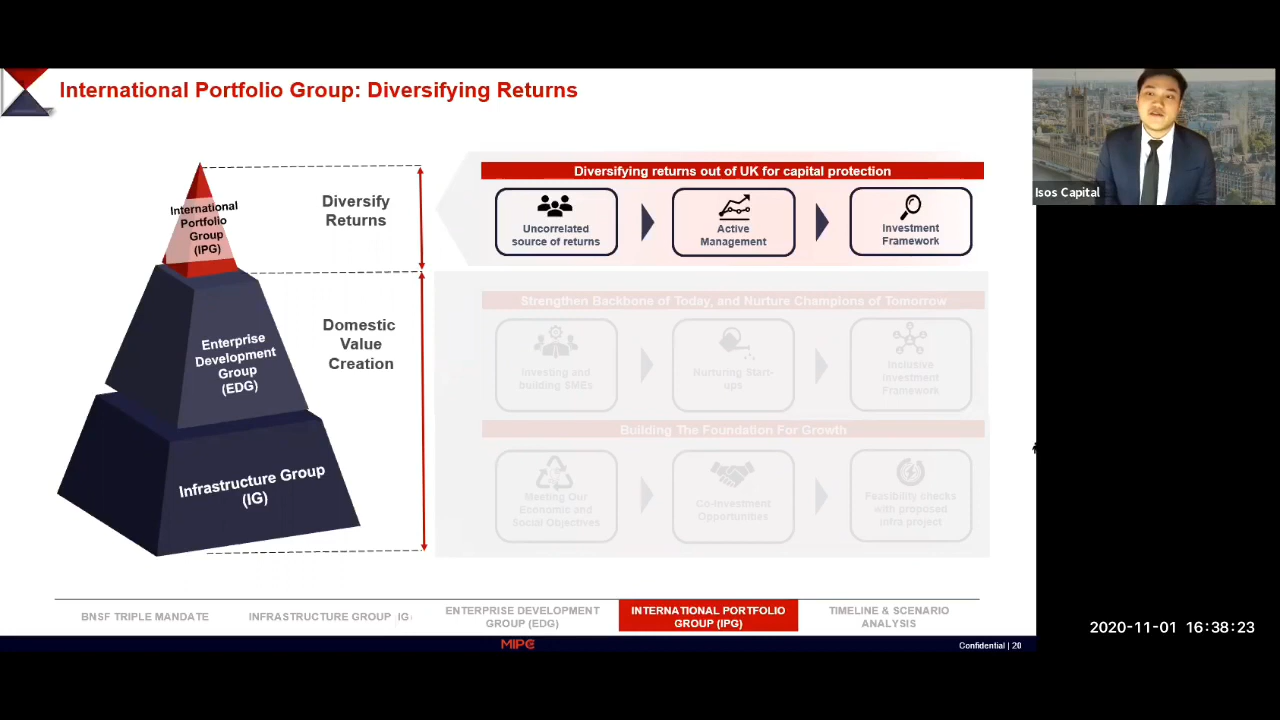 International Portfolio Group: Diversifying Returns
International
Portfolio
Group
(IPG)
Diversify
Returns
Diversifying returns out of UK for capital protection
Uncorrelated
source of returns
Active
Management
Investment
Framework
Isos Capital
Enterprise
Development
Group
(EDG)
Domestic
Value
Creation
Strengthen Backbone of Today, and Nurture Champions of Tomorrow
Investing and
building SMEs
Nurturing Start-
ups
Inclusive
Investment
Framework
Infrastructure Group
(IG)
Building The Foundation For Growth
Meeting Our
Economic and
Social Objectives
Co-Investment
Opportunities
Feasibility checks
with proposed
infra project
BNSF TRIPLE MANDATE
INFRASTRUCTURE GROUP IG
ENTERPRISE DEVELOPMENT
GROUP (EDG)
INTERNATIONAL PORTFOLIO
GROUP (IPG)
TIMELINE & SCENARIO
ANALYSIS
2020-11-01 16:38:23
MIPC
Confidential | 20